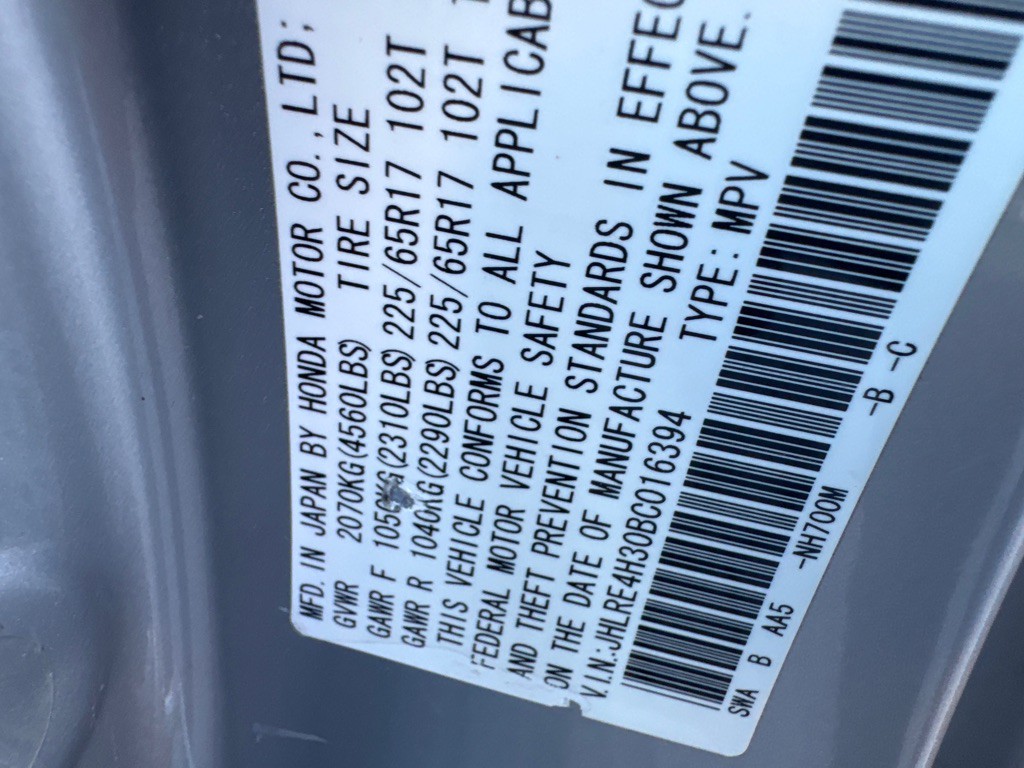 MFD. IN JAPAN BY HONDA MOTOR CO., LTD;
GVWR 2070KG(4560LBS) TIRE SIZE
GAWR F (2310LBS) 225/65R17 102T
GAWR R 1040KG(2290LBS) 225/65R17 102T
THIS VEHICLE CONFORMS TO ALL APPLICAB
FEDERAL MOTOR VEHICLE SAFETY
AND THEFT PREVENTION STANDARDS IN EFFEC
ON THE DATE OF MANUFACTURE SHOWN ABOVE.
V.I.N.:JHLRE4H30BC016394 TYPE: MPV
SWA B AA5 -NH700M -B -C